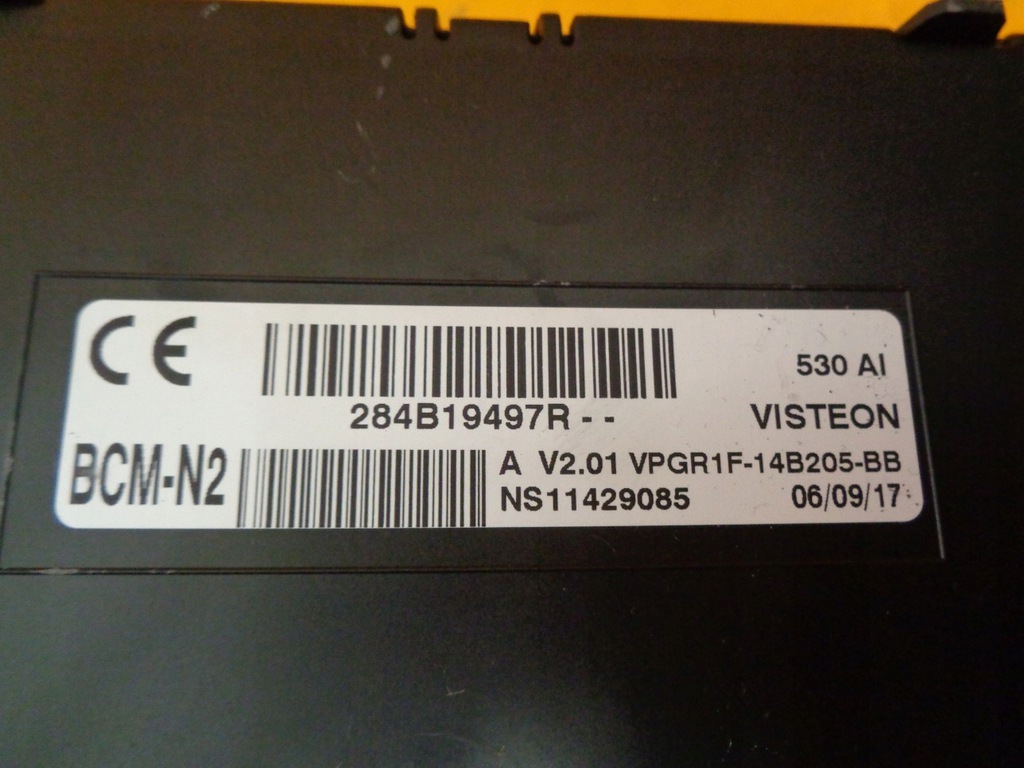 CE
530 AI
284B19497R - -
VISTEON
BCM-N2
A V2.01 VPGR1F-14B205-BB
NS11429085
06/09/17